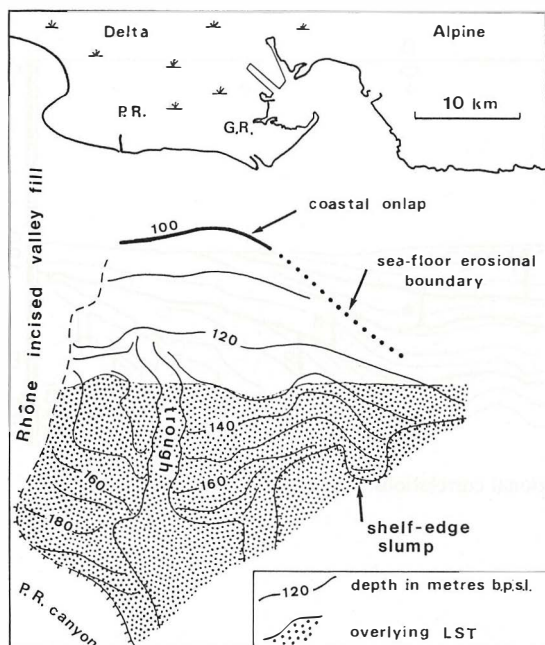 Delta
Alpine
P.R.
G.R.
10 km
Rhône incised valley fill
100
coastal onlap
sea-floor erosional
boundary
120
trough
140
160
160
180
shelf-edge
slump
P.R. canyon
120 depth in metres b.p.s.l.
overlying LST